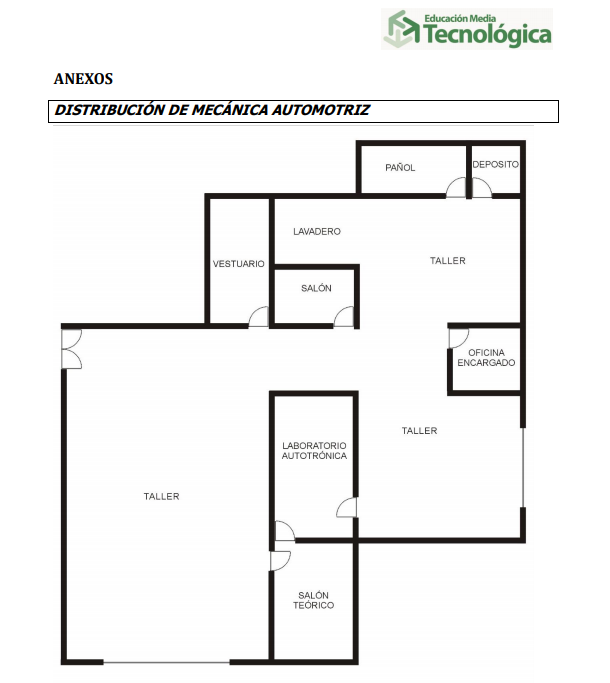 Educación Media
Tecnológica
ANEXOS
DISTRIBUCIÓN DE MECÁNICA AUTOMOTRIZ
PAÑOL
DEPOSITO
LAVADERO
TALLER
VESTUARIO
SALÓN
OFICINA
ENCARGADO
TALLER
LABORATORIO
AUTOTRÓNICA
TALLER
SALÓN
TEÓRICO